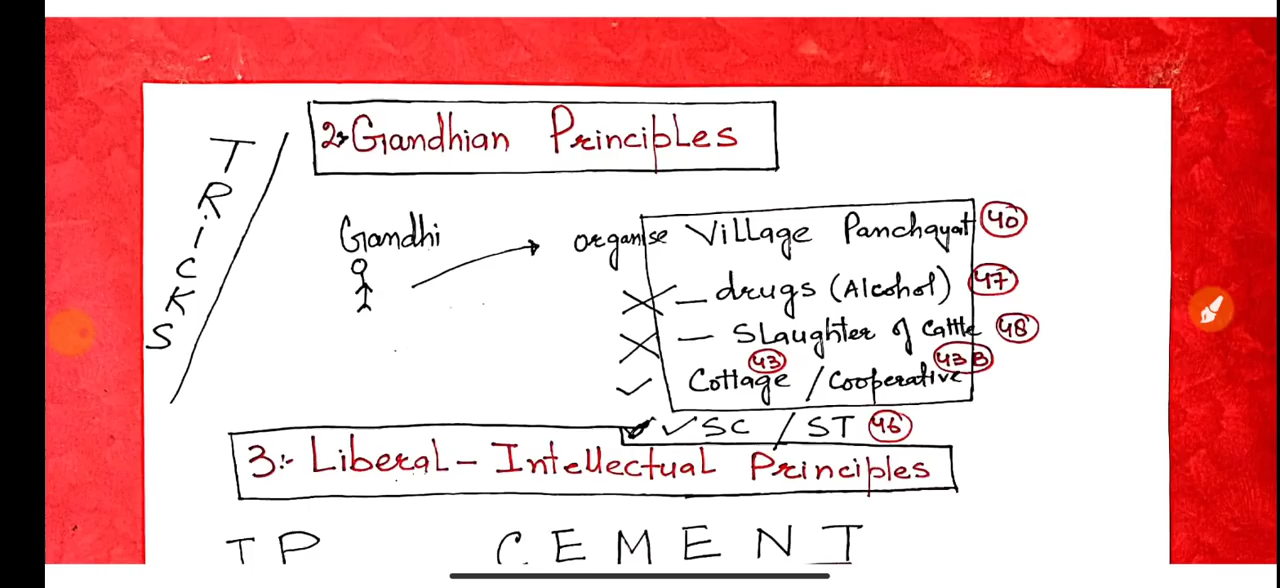 TRICKS
2:- Gandhian Principles
Gandhi
organise Village Panchayat 40
drugs (Alcohol) 47
Slaughter of Cattle 48
43 43 B
Cottage / Cooperative
SC / ST 46
3:- Liberal - Intellectual Principles
TP CEMENT